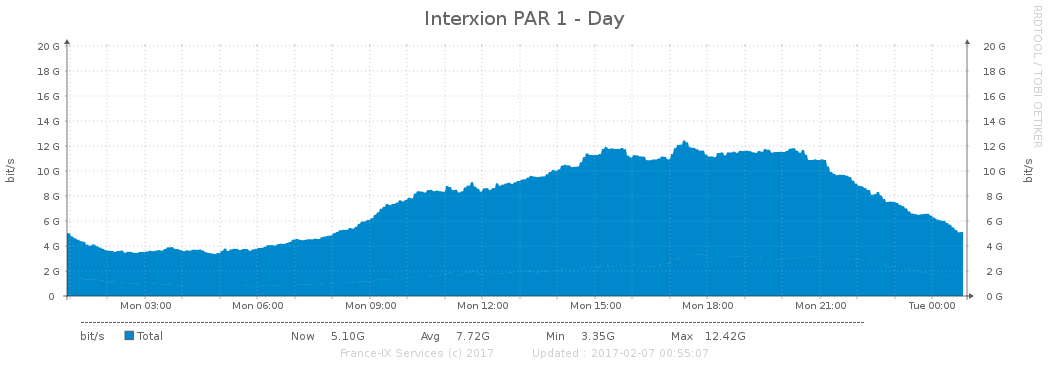 Interxion PAR 1 - Day
RRDTOOL / TOBI OETIKER
bit/s
bit/s
20 G 20 G
18 G 18 G
16 G 16 G
14 G 14 G
12 G 12 G
10 G 10 G
8 G 8 G
6 G 6 G
4 G 4 G
2 G 2 G
0 0 G
Mon 03:00 Mon 06:00 Mon 09:00 Mon 12:00 Mon 15:00 Mon 18:00 Mon 21:00 Tue 00:00
bit/s Total Now 5.10G Avg 7.72G Min 3.35G Max 12.42G
France-IX Services (c) 2017 Updated : 2017-02-07 00:55:07